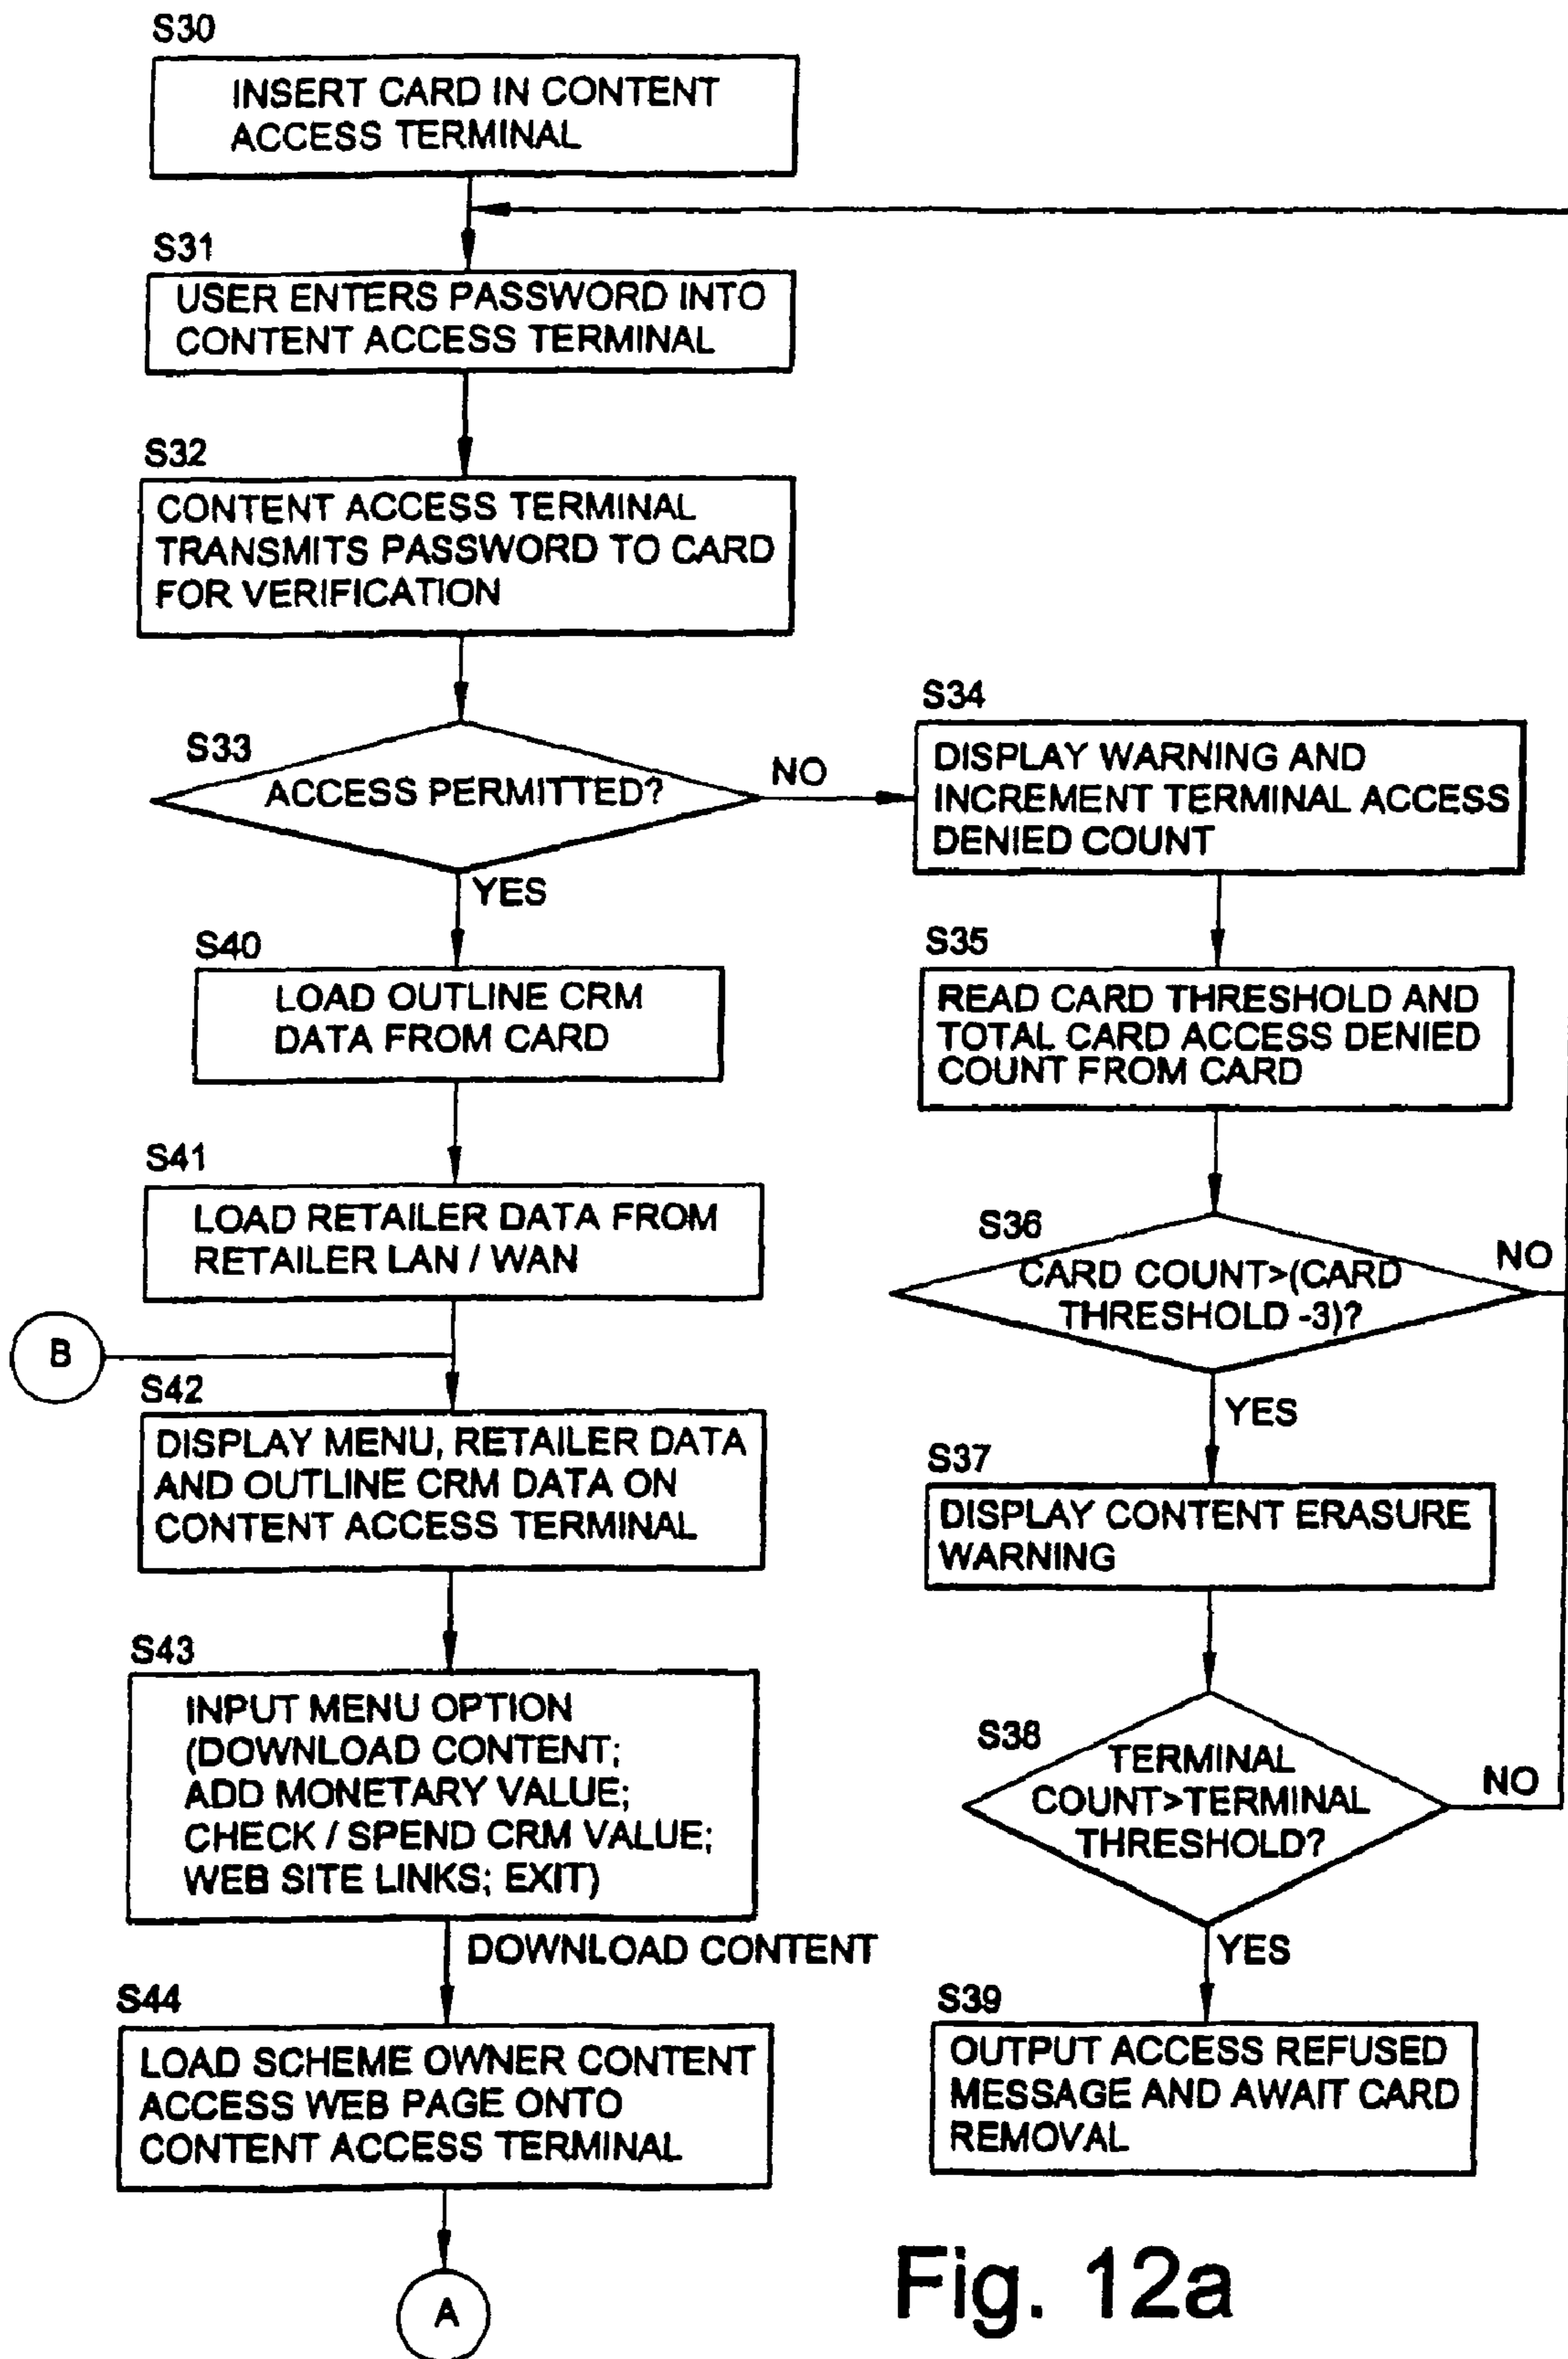 S30
INSERT CARD IN CONTENT
ACCESS TERMINAL
S31
USER ENTERS PASSWORD INTO
CONTENT ACCESS TERMINAL
S32
CONTENT ACCESS TERMINAL
TRANSMITS PASSWORD TO CARD
FOR VERIFICATION
S33
ACCESS PERMITTED?
NO
YES
S34
DISPLAY WARNING AND
INCREMENT TERMINAL ACCESS
DENIED COUNT
S35
READ CARD THRESHOLD AND
TOTAL CARD ACCESS DENIED
COUNT FROM CARD
S36
CARD COUNT>(CARD
THRESHOLD -3)?
NO
YES
S37
DISPLAY CONTENT ERASURE
WARNING
S38
TERMINAL
COUNT>TERMINAL
THRESHOLD?
NO
YES
S39
OUTPUT ACCESS REFUSED
MESSAGE AND AWAIT CARD
REMOVAL
S40
LOAD OUTLINE CRM
DATA FROM CARD
S41
LOAD RETAILER DATA FROM
RETAILER LAN / WAN
B
S42
DISPLAY MENU, RETAILER DATA
AND OUTLINE CRM DATA ON
CONTENT ACCESS TERMINAL
S43
INPUT MENU OPTION
(DOWNLOAD CONTENT;
ADD MONETARY VALUE;
CHECK / SPEND CRM VALUE;
WEB SITE LINKS; EXIT)
DOWNLOAD CONTENT
S44
LOAD SCHEME OWNER CONTENT
ACCESS WEB PAGE ONTO
CONTENT ACCESS TERMINAL
A
Fig. 12a